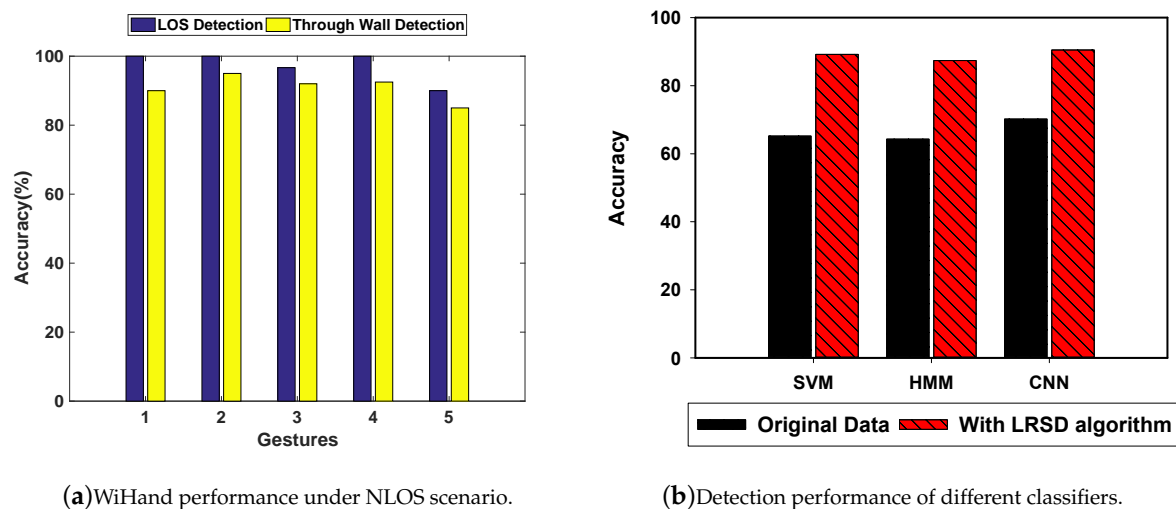 LOS Detection Through Wall Detection
100
80
60
40
20
0
Accuracy(%)
1 2 3 4 5
Gestures
(a)WiHand performance under NLOS scenario.
100
80
60
40
20
0
Accuracy
SVM HMM CNN
Original Data With LRSD algorithm
(b)Detection performance of different classifiers.